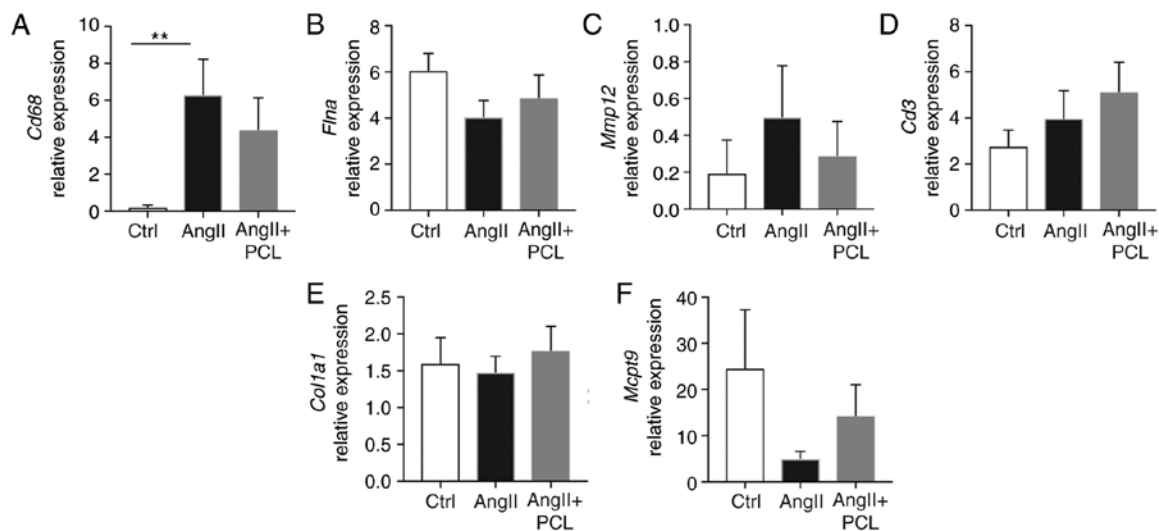 A
Cd68
relative expression
10
8
6
4
2
0
**
Ctrl
AngII
AngII+
PCL
B
Flna
relative expression
8
6
4
2
0
Ctrl
AngII
AngII+
PCL
C
Mmp12
relative expression
1.0
0.8
0.6
0.4
0.2
0.0
Ctrl
AngII
AngII+
PCL
D
Cd3
relative expression
8
6
4
2
0
Ctrl
AngII
AngII+
PCL
E
Col1a1
relative expression
2.5
2.0
1.5
1.0
0.5
0.0
Ctrl
AngII
AngII+
PCL
F
Mcpt9
relative expression
40
30
20
10
0
Ctrl
AngII
AngII+
PCL